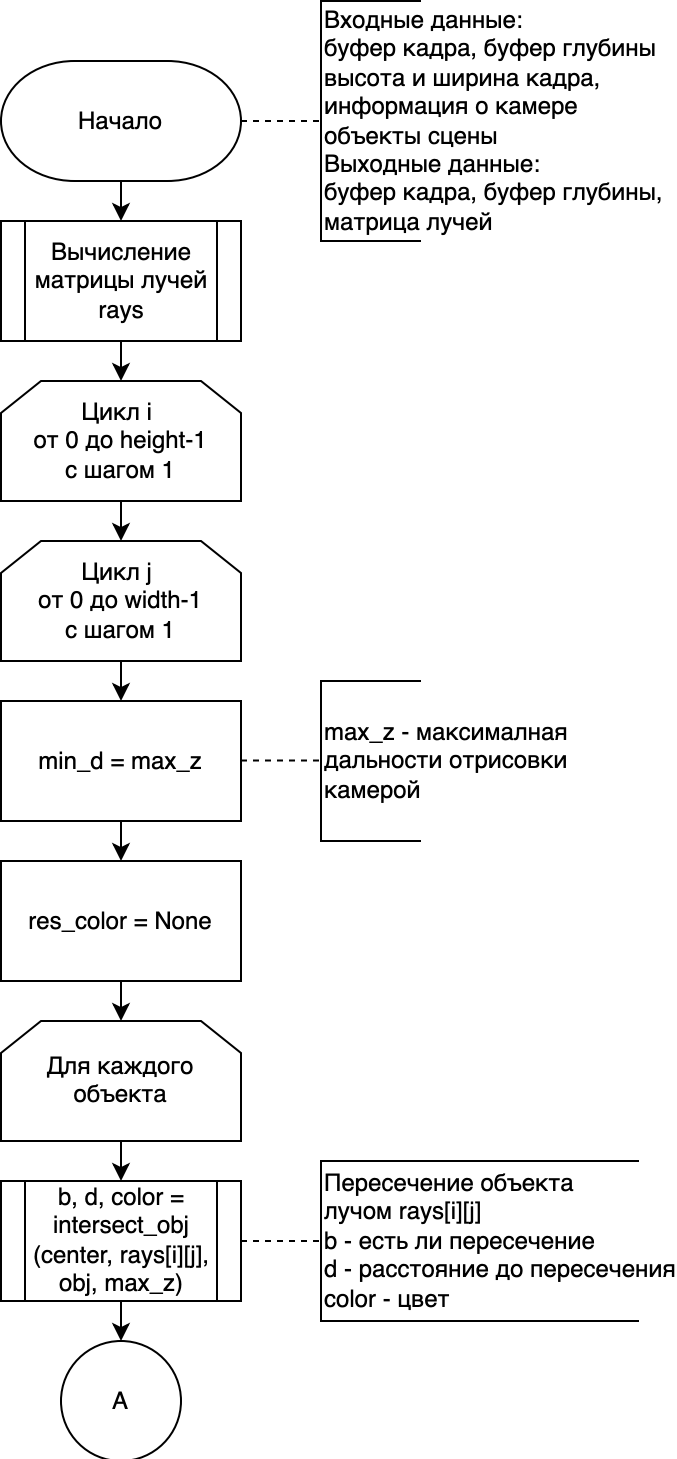 Начало
Входные данные:
буфер кадра, буфер глубины
высота и ширина кадра,
информация о камере
объекты сцены
Выходные данные:
буфер кадра, буфер глубины,
матрица лучей
Вычисление
матрицы лучей
rays
Цикл i
от 0 до height-1
с шагом 1
Цикл j
от 0 до width-1
с шагом 1
min_d = max_z
max_z - максималная
дальности отрисовки
камерой
res_color = None
Для каждого
объекта
b, d, color =
intersect_obj
(center, rays[i][j],
obj, max_z)
Пересечение объекта
лучом rays[i][j]
b - есть ли пересечение
d - расстояние до пересечения
color - цвет
А